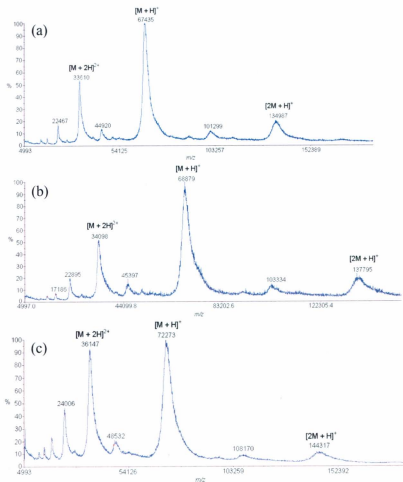 (a)
[M + H]⁺
67435
[M + 2H]²⁺
[2M + H]⁺
22467
44920
101299
134987
100
90
80
70
60
50
40
30
20
10
0
%
4993 54125 103257 152389
m/z
(b)
[M + H]⁺
68879
[M + 2H]²⁺
[2M + H]⁺
17185
22895
45397
103334
137795
100
90
80
70
60
50
40
30
20
10
0
%
4997.0 44099.8 83202.6 122305.4
m/z
(c)
[M + 2H]²⁺
36147
[M + H]⁺
72273
[2M + H]⁺
24006
48532
108170
144317
100
90
80
70
60
50
40
30
20
10
0
%
4993 54126 103259 152392
m/z